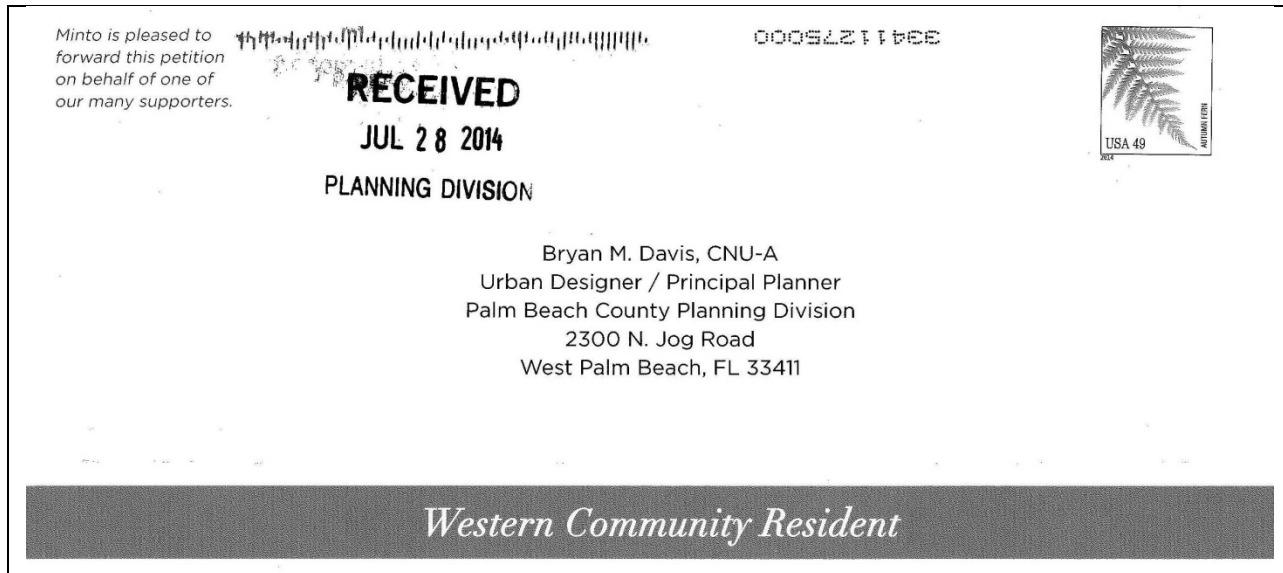 Minto is pleased to
forward this petition
on behalf of one of
our many supporters.
33411275000
RECEIVED
JUL 28 2014
PLANNING DIVISION
USA 49
AUTUMN FERN
2014
Bryan M. Davis, CNU-A
Urban Designer / Principal Planner
Palm Beach County Planning Division
2300 N. Jog Road
West Palm Beach, FL 33411
Western Community Resident